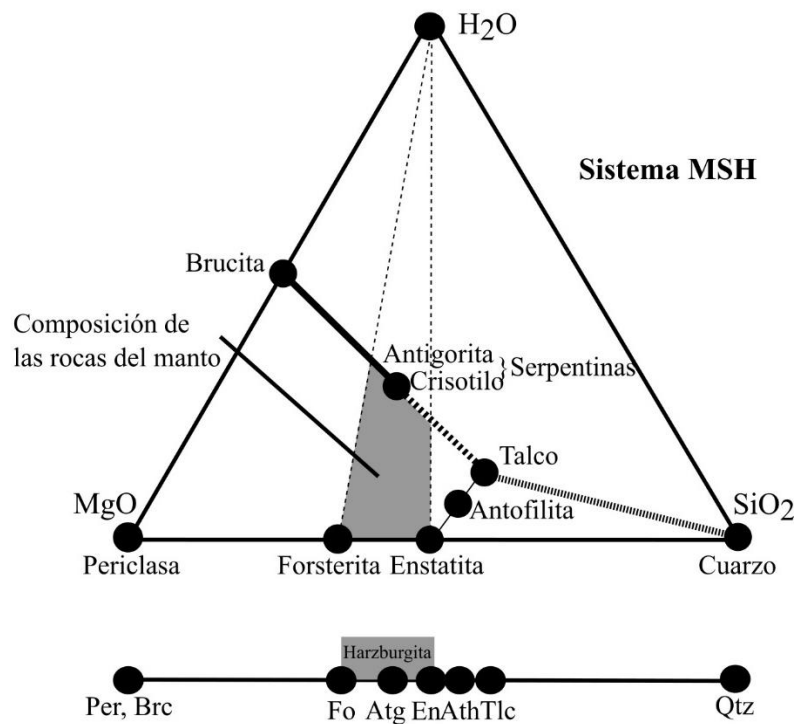 H2O
Sistema MSH
Brucita
Composición de
las rocas del manto
Antigorita
Crisotilo
}Serpentinas
Talco
Antofilita
MgO
SiO2
Periclasa
Forsterita
Enstatita
Cuarzo
Harzburgita
Per, Brc
Fo
Atg
En
Ath
Tlc
Qtz